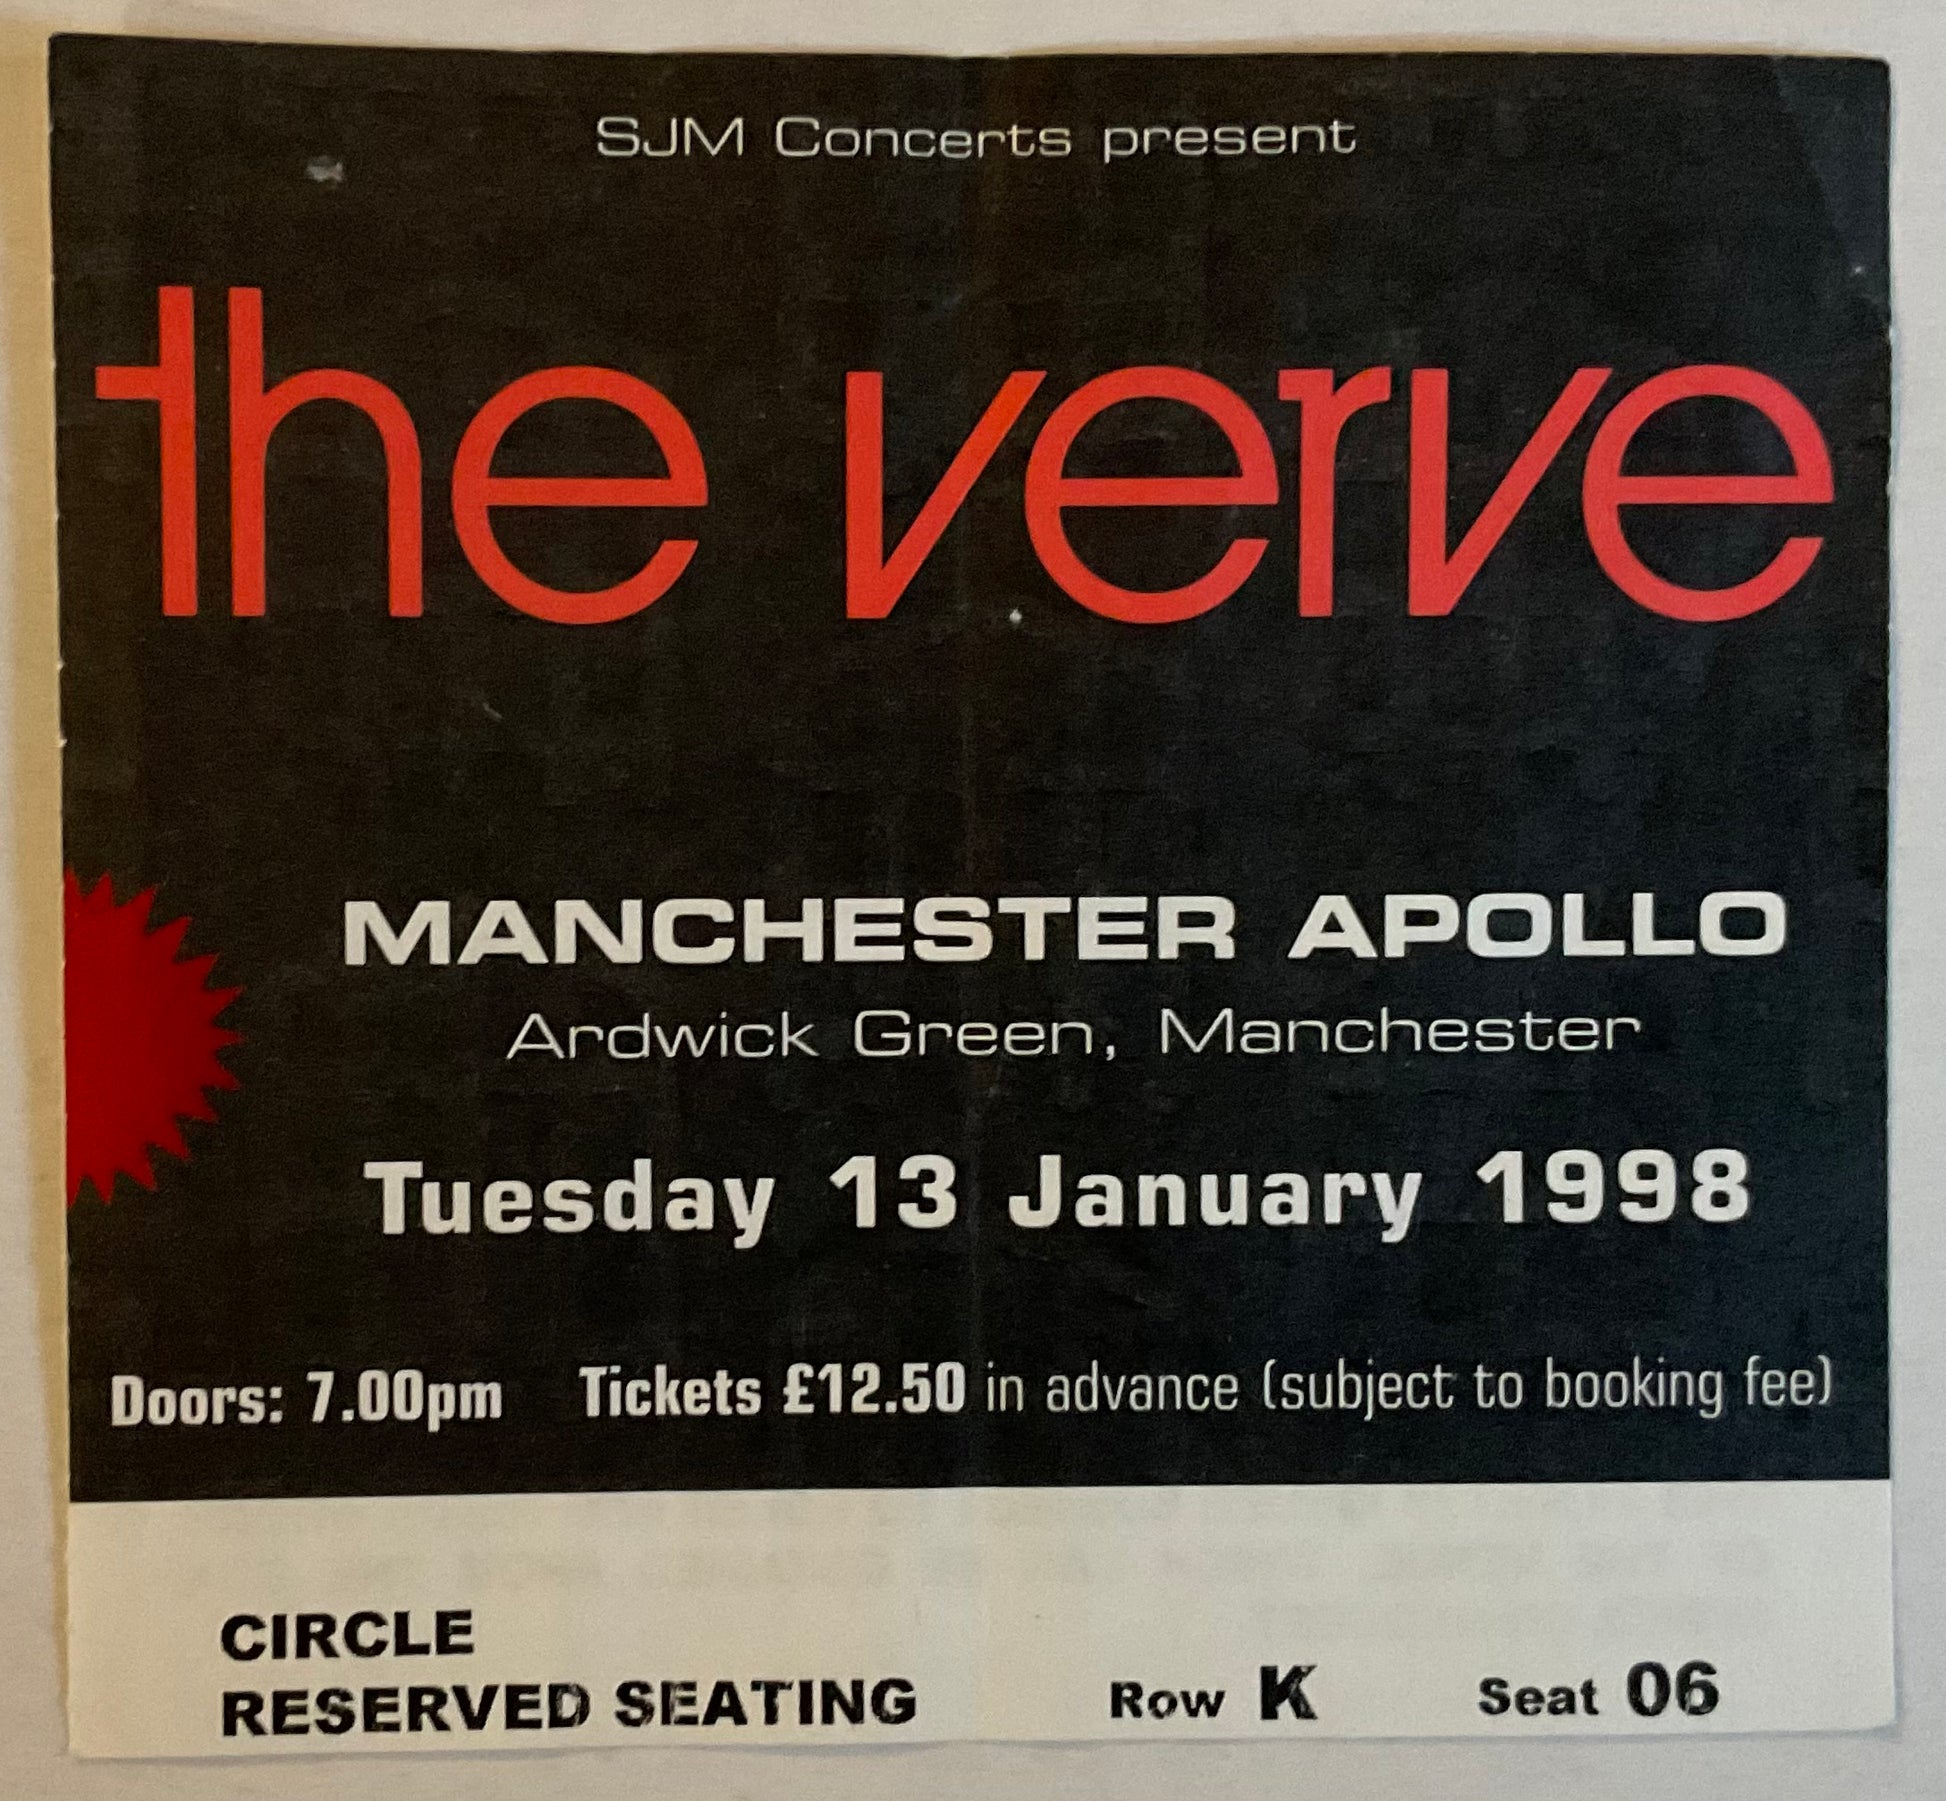 SJM Concerts present
the verve
MANCHESTER APOLLO
Ardwick Green, Manchester
Tuesday 13 January 1998
Doors: 7.00pm Tickets £12.50 in advance (subject to booking fee)
CIRCLE
RESERVED SEATING Row K Seat 06